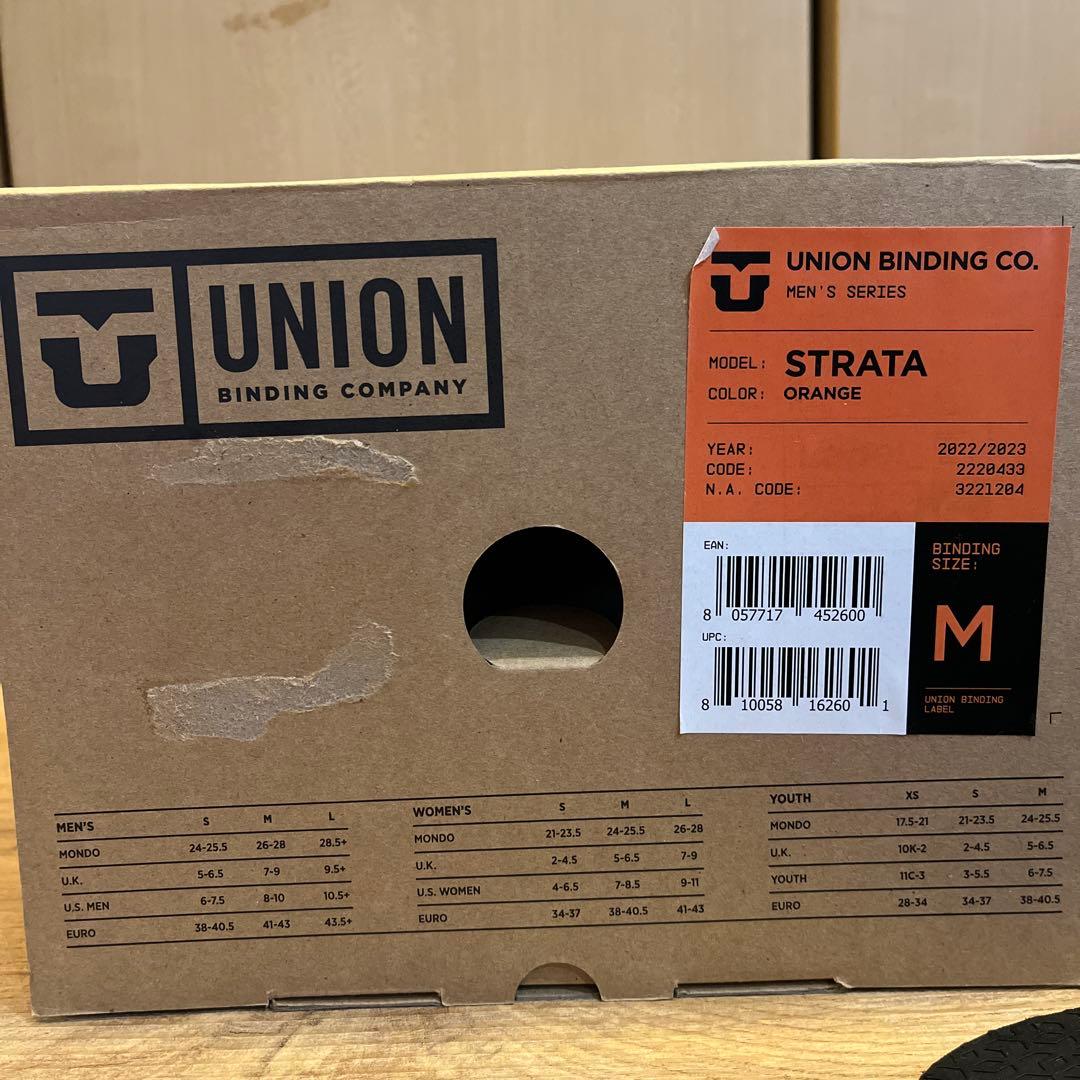 UNION
BINDING COMPANY
UNION BINDING CO.
MEN'S SERIES
MODEL: STRATA
COLOR: ORANGE
YEAR: 2022/2023
CODE: 2220433
N.A. CODE: 3221204
EAN:
8 057717 452600
UPC:
8 10058 16260 1
BINDING
SIZE:
M
UNION BINDING
LABEL
MEN'S S M L
MONDO 24-25.5 26-28 28.5+
U.K. 5-6.5 7-9 9.5+
U.S. MEN 6-7.5 8-10 10.5+
EURO 38-40.5 41-43 43.5+
WOMEN'S S M L
MONDO 21-23.5 24-25.5 26-28
U.K. 2-4.5 5-6.5 7-9
U.S. WOMEN 4-6.5 7-8.5 9-11
EURO 34-37 38-40.5 41-43
YOUTH XS S M
MONDO 17.5-21 21-23.5 24-25.5
U.K. 10K-2 2-4.5 5-6.5
YOUTH 11C-3 3-5.5 6-7.5
EURO 28-34 34-37 38-40.5